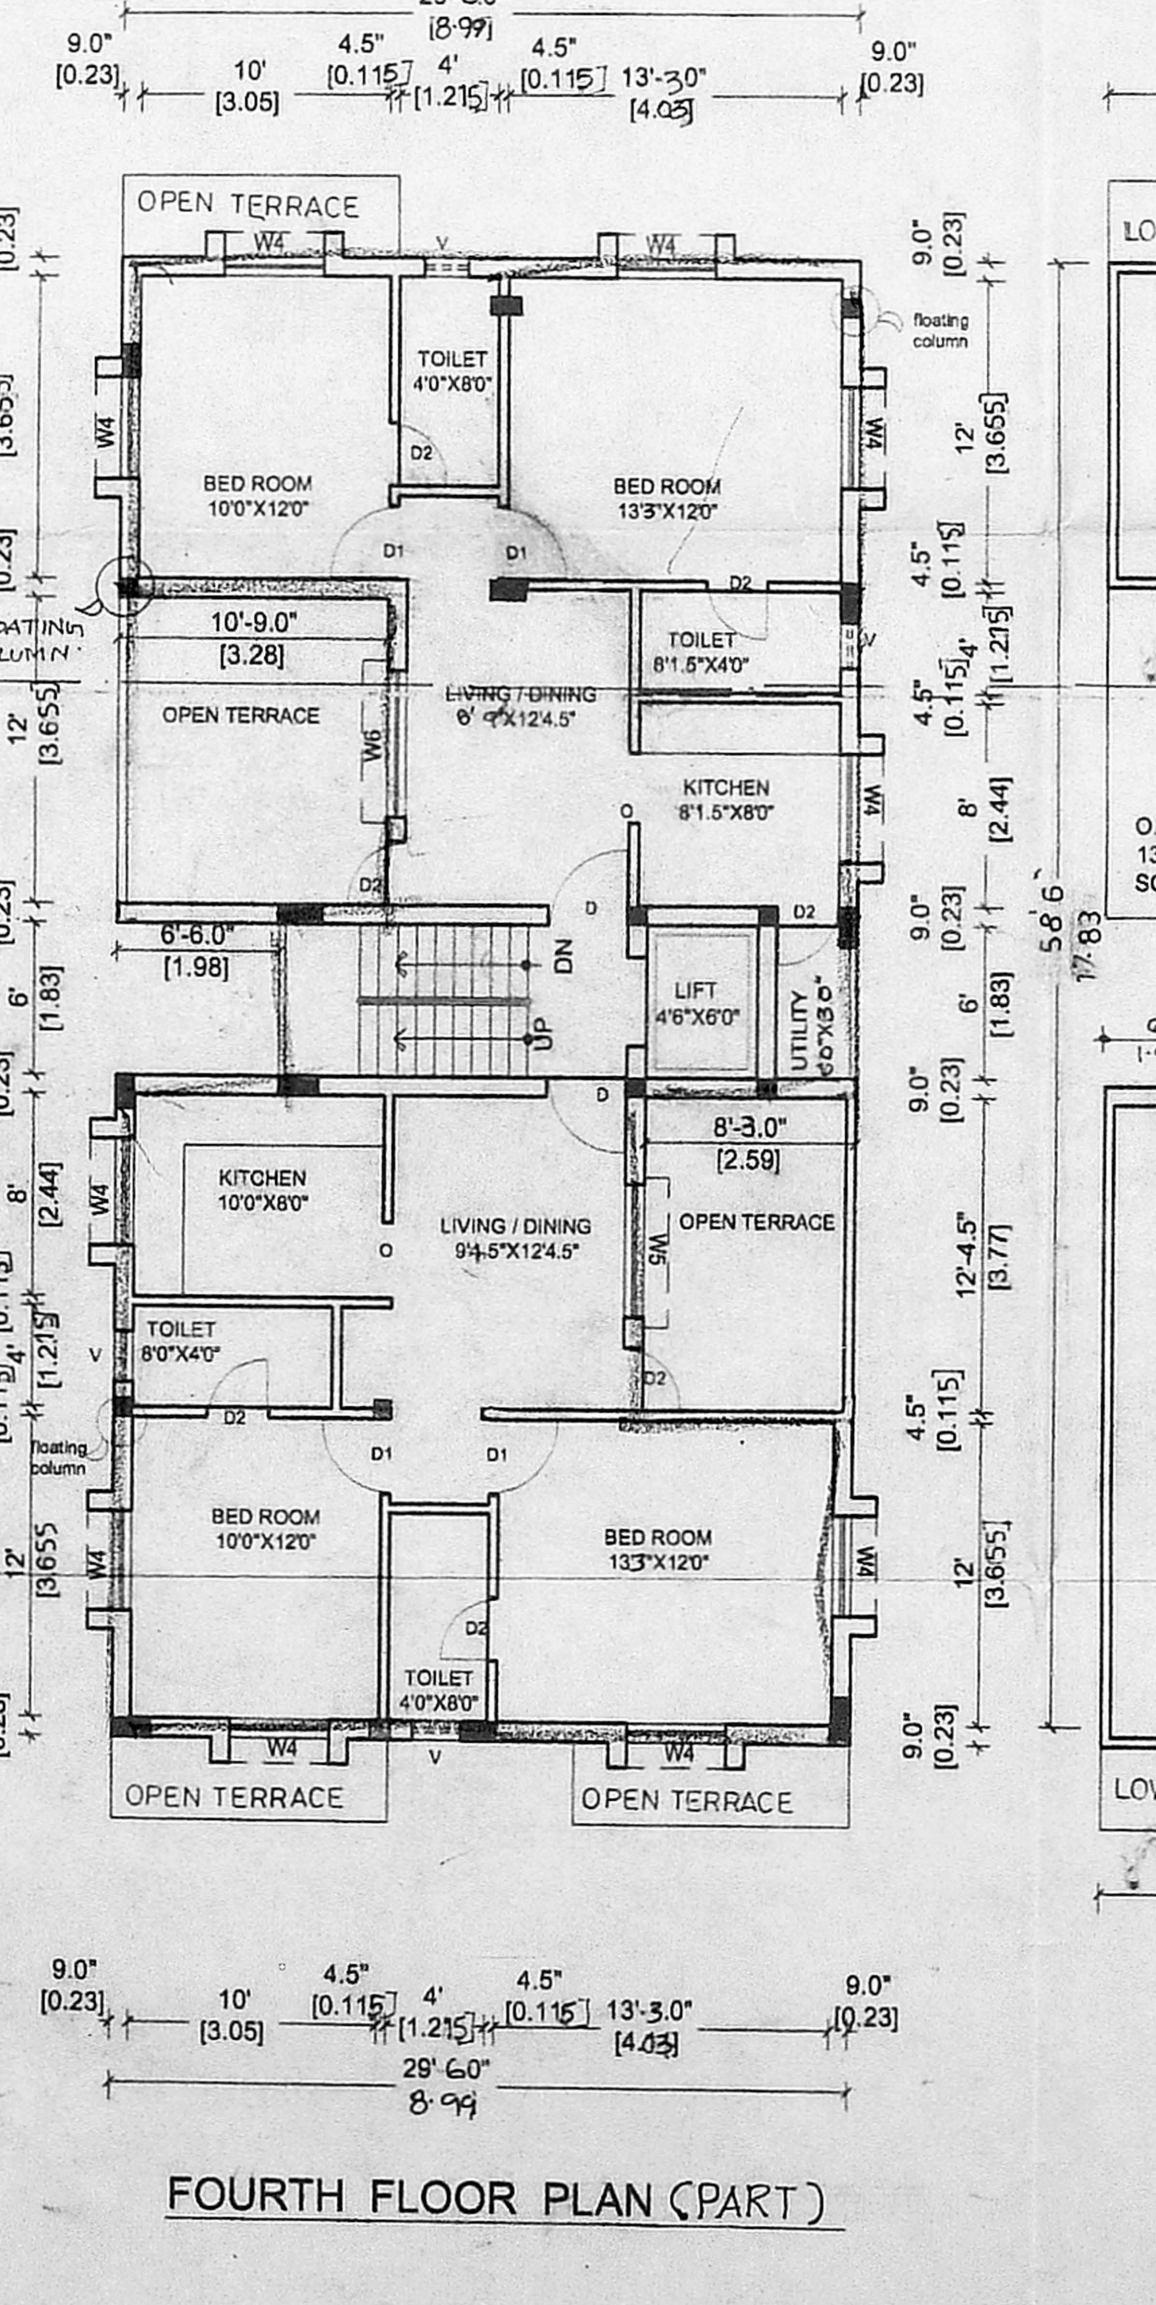 [8.99]
9.0"
[0.23]
10'
[3.05]
4.5"
[0.115]
4'
[1.215]
4.5"
[0.115]
13'-30"
[4.03]
9.0"
[0.23]
OPEN TERRACE
W4
V
W4
LO
9.0"
[0.23]
floating
column
TOILET
4'0"X8'0"
W4
W4
12'
[3.655]
D2
BED ROOM
10'0"X12'0"
BED ROOM
13'3"X12'0"
D1
D1
4.5"
[0.115]
D2
10'-9.0"
[3.28]
TOILET
8'1.5"X4'0"
V
4'
[1.215]
4.5"
[0.115]
12'
[3.655]
OPEN TERRACE
LIVING / DINING
W6
KITCHEN
8'1.5"X8'0"
O
W4
8'
[2.44]
D2
D
D2
9.0"
[0.23]
58'6"
17.83
6'-6.0"
[1.98]
DN
LIFT
4'6"X6'0"
UTILITY
6'
[1.83]
6'
[1.83]
UP
D
9.0"
[0.23]
8'-3.0"
[2.59]
KITCHEN
10'0"X8'0"
W4
8'
[2.44]
LIVING / DINING
9'4.5"X12'4.5"
O
W5
OPEN TERRACE
12'-4.5"
[3.77]
TOILET
8'0"X4'0"
V
4'
[1.215]
D2
D2
4.5"
[0.115]
floating
column
D1
D1
BED ROOM
10'0"X12'0"
BED ROOM
13'3"X12'0"
W4
W4
12'
[3.655
12'
[3.655]
D2
TOILET
4'0"X8'0"
W4
V
W4
9.0"
[0.23]
OPEN TERRACE
OPEN TERRACE
9.0"
[0.23]
10'
[3.05]
4.5"
[0.115]
4'
[1.215]
4.5"
[0.115]
13'-3.0"
[4.03]
9.0"
[0.23]
29'-60"
8.99
FOURTH FLOOR PLAN (PART)